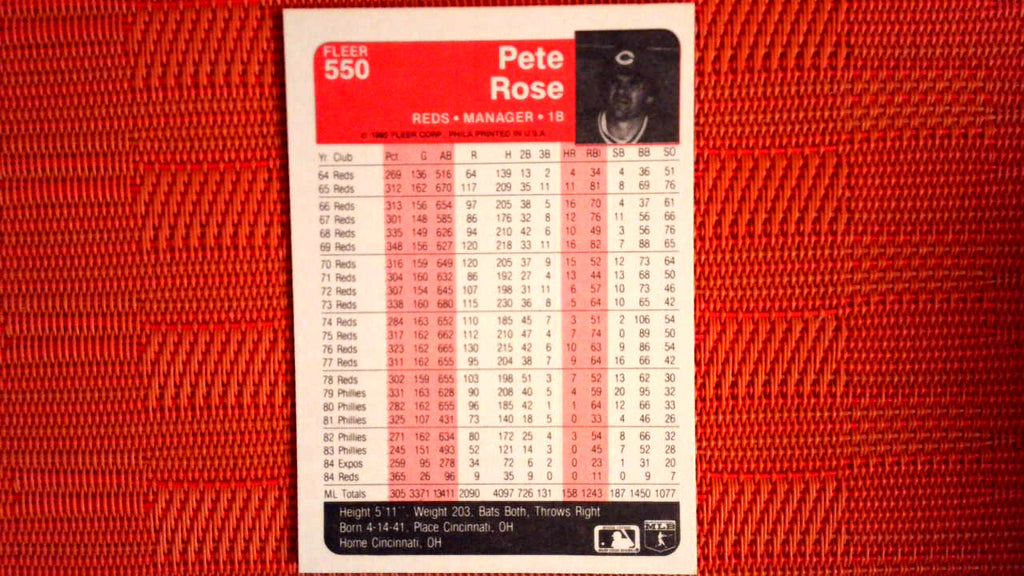 FLEER
550
Pete
Rose
REDS • MANAGER • 1B
© 1985 FLEER CORP., PHILA PRINTED IN U.S.A.
Yr Club Pct G AB R H 2B 3B HR RBI SB BB SO
64 Reds 269 136 516 64 139 13 2 4 34 4 36 51
65 Reds 312 162 670 117 209 35 11 11 81 8 69 76
66 Reds 313 156 654 97 205 38 5 16 70 4 37 61
67 Reds 301 148 585 86 176 32 8 12 76 11 56 66
68 Reds 335 149 626 94 210 42 6 10 49 3 56 76
69 Reds 348 156 627 120 218 33 11 16 82 7 88 65
70 Reds 316 159 649 120 205 37 9 15 52 12 73 64
71 Reds 304 160 632 86 192 27 4 13 44 13 68 50
72 Reds 307 154 645 107 198 31 11 6 57 10 73 46
73 Reds 338 160 680 115 230 36 8 5 64 10 65 42
74 Reds 284 163 652 110 185 45 7 3 51 2 106 54
75 Reds 317 162 662 112 210 47 4 7 74 0 89 50
76 Reds 323 162 665 130 215 42 6 10 63 9 86 54
77 Reds 311 162 655 95 204 38 7 9 64 16 66 42
78 Reds 302 159 655 103 198 51 3 7 52 13 62 30
79 Phillies 331 163 628 90 208 40 5 4 59 20 95 32
80 Phillies 282 162 655 96 185 42 1 1 64 12 66 33
81 Phillies 325 107 431 73 140 18 5 0 33 4 46 26
82 Phillies 271 162 634 80 172 25 4 3 54 8 66 32
83 Phillies 245 151 493 52 121 14 3 0 45 7 52 28
84 Expos 259 95 278 34 72 6 2 0 23 1 31 20
84 Reds 365 26 96 9 35 9 0 0 11 0 9 7
ML Totals 305 3371 13411 2090 4097 726 131 158 1243 187 1450 1077
Height 5'11". Weight 203. Bats Both, Throws Right
Born 4-14-41. Place Cincinnati, OH
Home Cincinnati, OH
MLB